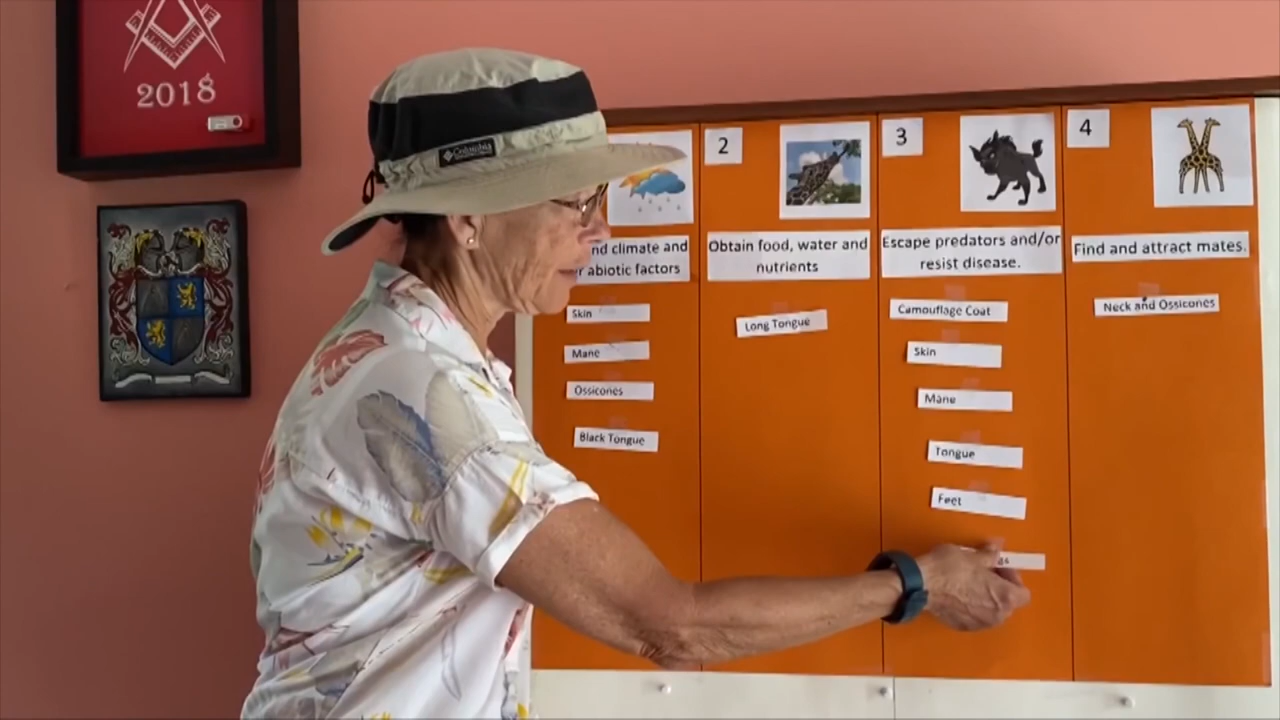 2018
Columbia
2
3
4
nd climate and
r abiotic factors
Obtain food, water and
nutrients
Escape predators and/or
resist disease.
Find and attract mates.
Skin
Mane
Ossicones
Black Tongue
Long Tongue
Camouflage Coat
Skin
Mane
Tongue
Feet
gs
Neck and Ossicones